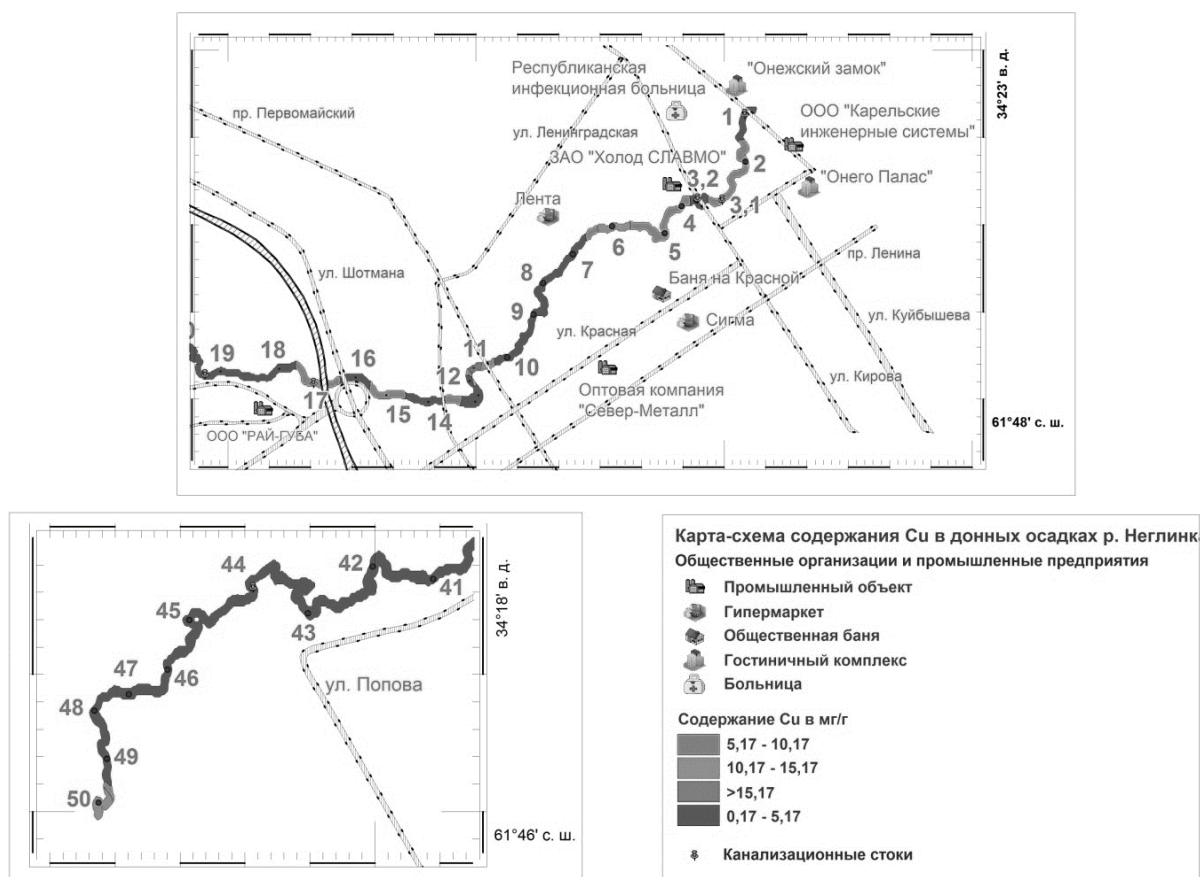 Республиканская
инфекционная больница
"Онежский замок"
34°23' в. д.
пр. Первомайский
ул. Ленинградская
1
ООО "Карельские
инженерные системы"
ЗАО "Холод СЛАВМО"
2
3,2
"Онего Палас"
Лента
4
3,1
6
5
7
пр. Ленина
ул. Шотмана
8
Баня на Красной
9
ул. Красная
Сигма
ул. Куйбышева
19
18
16
11
10
12
17
15
14
Оптовая компания
"Север-Металл"
ул. Кирова
ООО "РАЙ-ГУБА"
61°48' с. ш.
44
42
41
34°18' в. д.
45
43
46
47
ул. Попова
48
49
50
61°46' с. ш.
Карта-схема содержания Cu в донных осадках р. Неглинк
Общественные организации и промышленные предприятия
Промышленный объект
Гипермаркет
Общественная баня
Гостиничный комплекс
Больница
Содержание Cu в мг/г
5,17 - 10,17
10,17 - 15,17
>15,17
0,17 - 5,17
Канализационные стоки